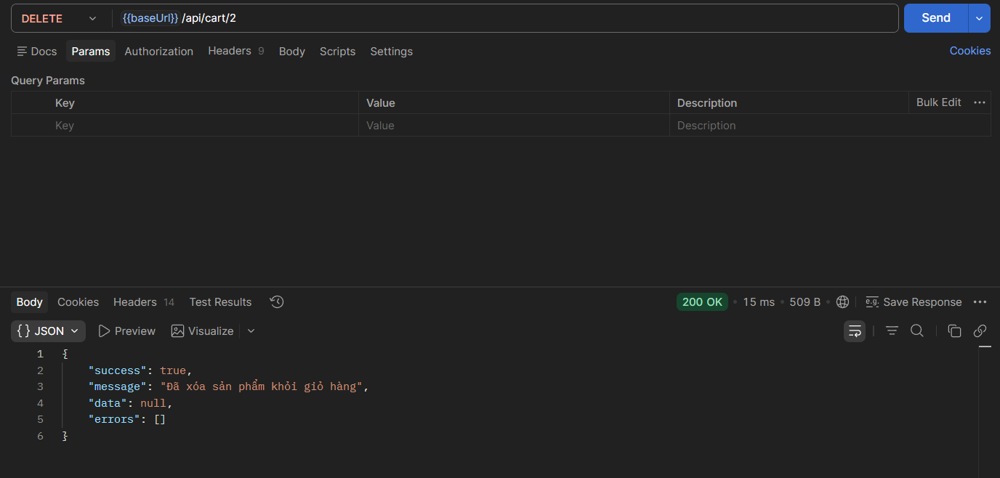 DELETE {{baseUrl}} /api/cart/2 Send
Docs Params Authorization Headers 9 Body Scripts Settings Cookies
Query Params
Key Value Description Bulk Edit
Key Value Description
Body Cookies Headers 14 Test Results 200 OK • 15 ms • 509 B • e.g. Save Response
{ } JSON Preview Visualize
1 {
2 "success": true,
3 "message": "Đã xóa sản phẩm khỏi giỏ hàng",
4 "data": null,
5 "errors": []
6 }